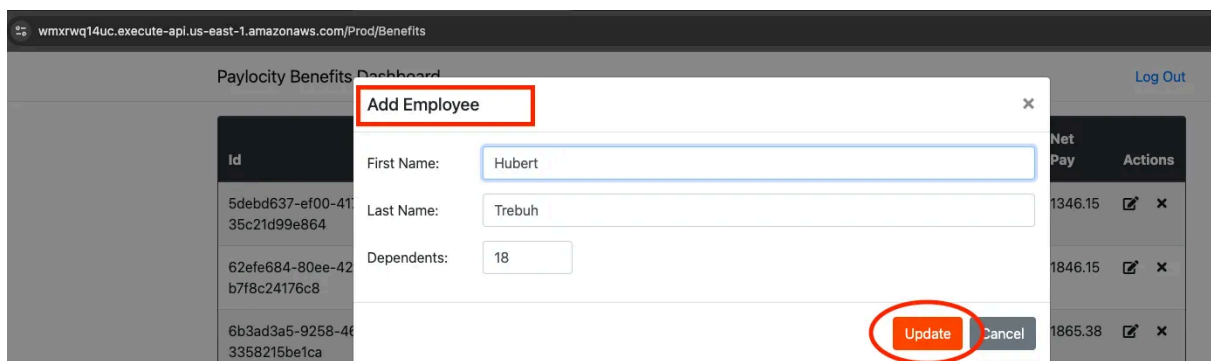 wmxrwq14uc.execute-api.us-east-1.amazonaws.com/Prod/Benefits
Paylocity Benefits Dashboard
Log Out
Add Employee
×
Id
Net
Pay
Actions
First Name:
Hubert
5debd637-ef00-41
35c21d99e864
1346.15
Last Name:
Trebuh
Dependents:
18
62efe684-80ee-42
b7f8c24176c8
1846.15
6b3ad3a5-9258-46
3358215be1ca
1865.38
Update
Cancel